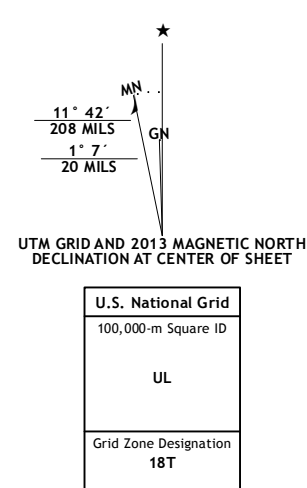 ★
MN
11° 42´
208 MILS
GN
1° 7´
20 MILS
UTM GRID AND 2013 MAGNETIC NORTH
DECLINATION AT CENTER OF SHEET
U.S. National Grid
100,000-m Square ID
UL
Grid Zone Designation
18T